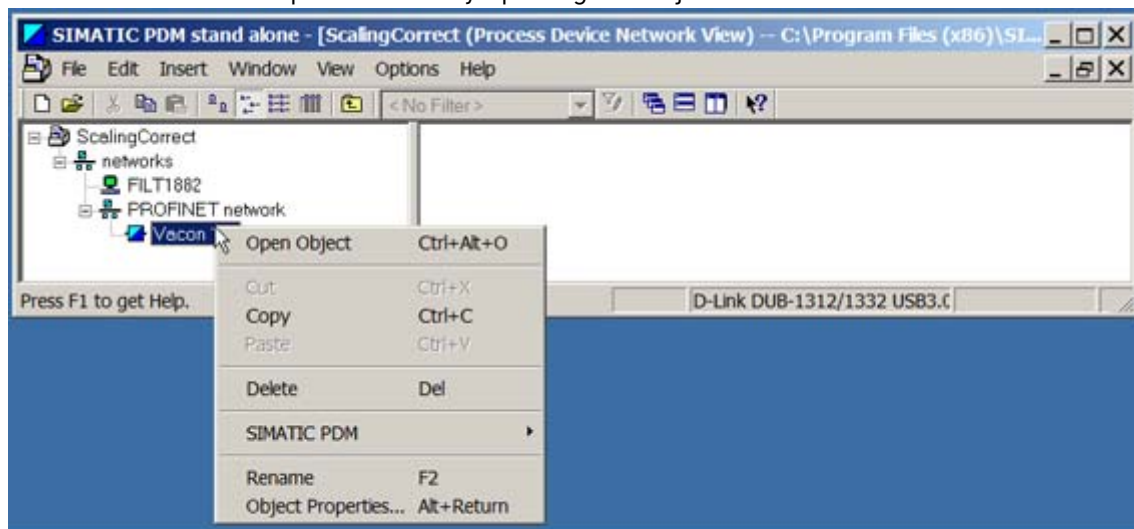 SIMATIC PDM stand alone - [ScalingCorrect (Process Device Network View) -- C:\Program Files (x86)\SI...
File Edit Insert Window View Options Help
< No Filter >
ScalingCorrect
networks
FILT1882
PROFINET network
Vacon
Open Object Ctrl+Alt+O
Cut Ctrl+X
Copy Ctrl+C
Paste Ctrl+V
Delete Del
SIMATIC PDM
Rename F2
Object Properties... Alt+Return
Press F1 to get Help.
D-Link DUB-1312/1332 USB3.(